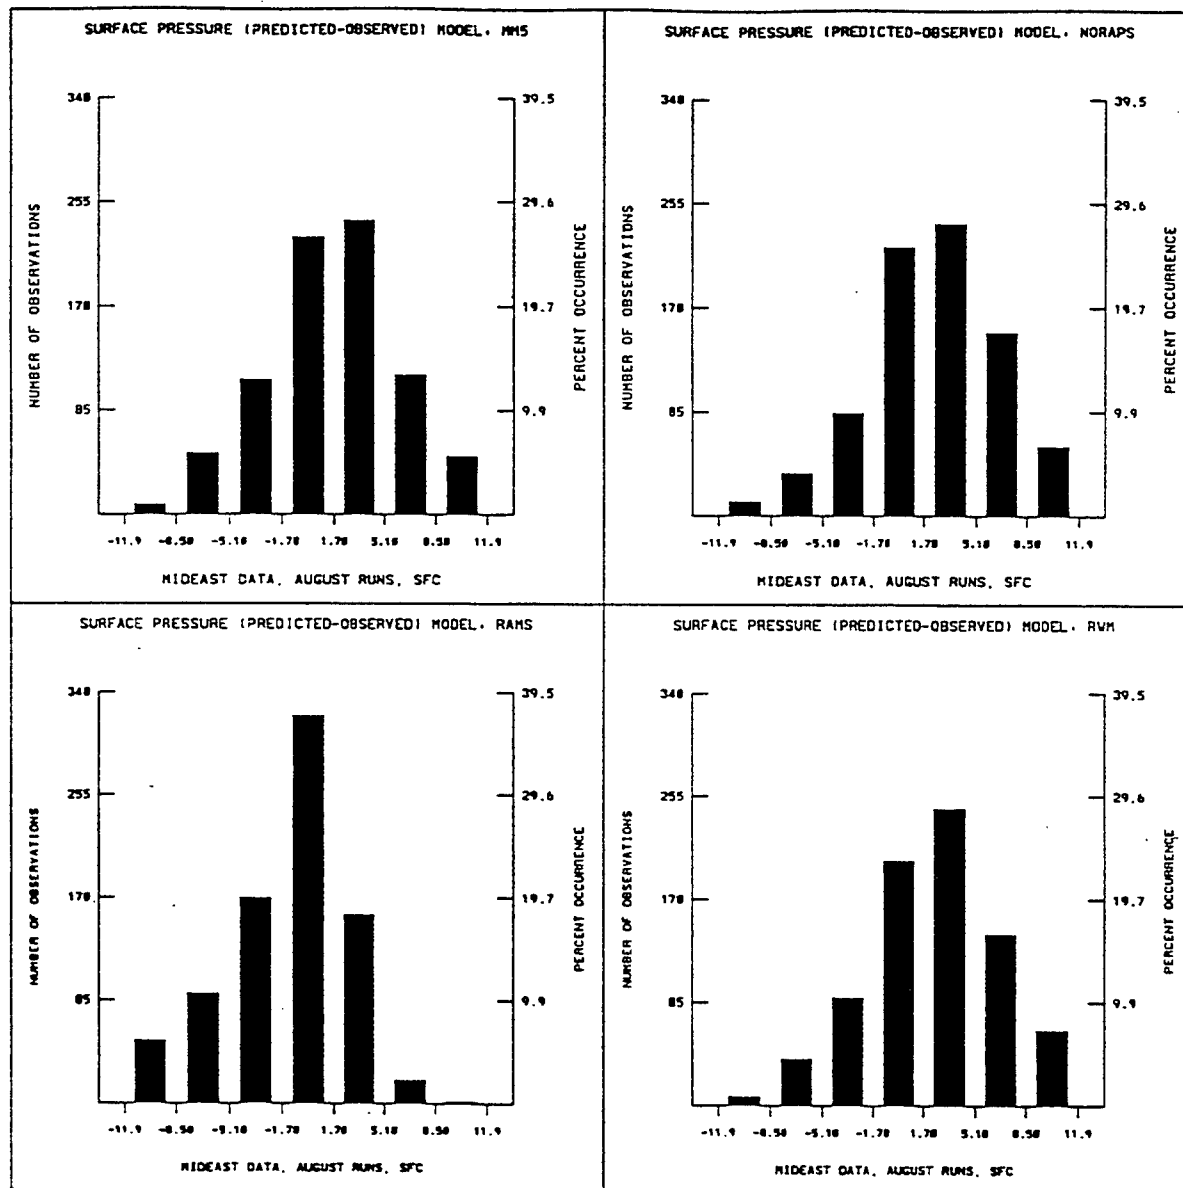 SURFACE PRESSURE (PREDICTED-OBSERVED) MODEL, MM5
340
255
170
85
NUMBER OF OBSERVATIONS
39.5
29.6
19.7
9.9
PERCENT OCCURRENCE
-11.9 -8.50 -5.10 -1.70 1.70 5.10 8.50 11.9
MIDEAST DATA, AUGUST RUNS, SFC
SURFACE PRESSURE (PREDICTED-OBSERVED) MODEL, NORAPS
340
255
170
85
NUMBER OF OBSERVATIONS
39.5
29.6
19.7
9.9
PERCENT OCCURRENCE
-11.9 -8.50 -5.10 -1.70 1.70 5.10 8.50 11.9
MIDEAST DATA, AUGUST RUNS, SFC
SURFACE PRESSURE (PREDICTED-OBSERVED) MODEL, RAMS
340
255
170
85
NUMBER OF OBSERVATIONS
39.5
29.6
19.7
9.9
PERCENT OCCURRENCE
-11.9 -8.50 -5.10 -1.70 1.70 5.10 8.50 11.9
MIDEAST DATA, AUGUST RUNS, SFC
SURFACE PRESSURE (PREDICTED-OBSERVED) MODEL, RWM
340
255
170
85
NUMBER OF OBSERVATIONS
39.5
29.6
19.7
9.9
PERCENT OCCURRENCE
-11.9 -8.50 -5.10 -1.70 1.70 5.10 8.50 11.9
MIDEAST DATA, AUGUST RUNS, SFC